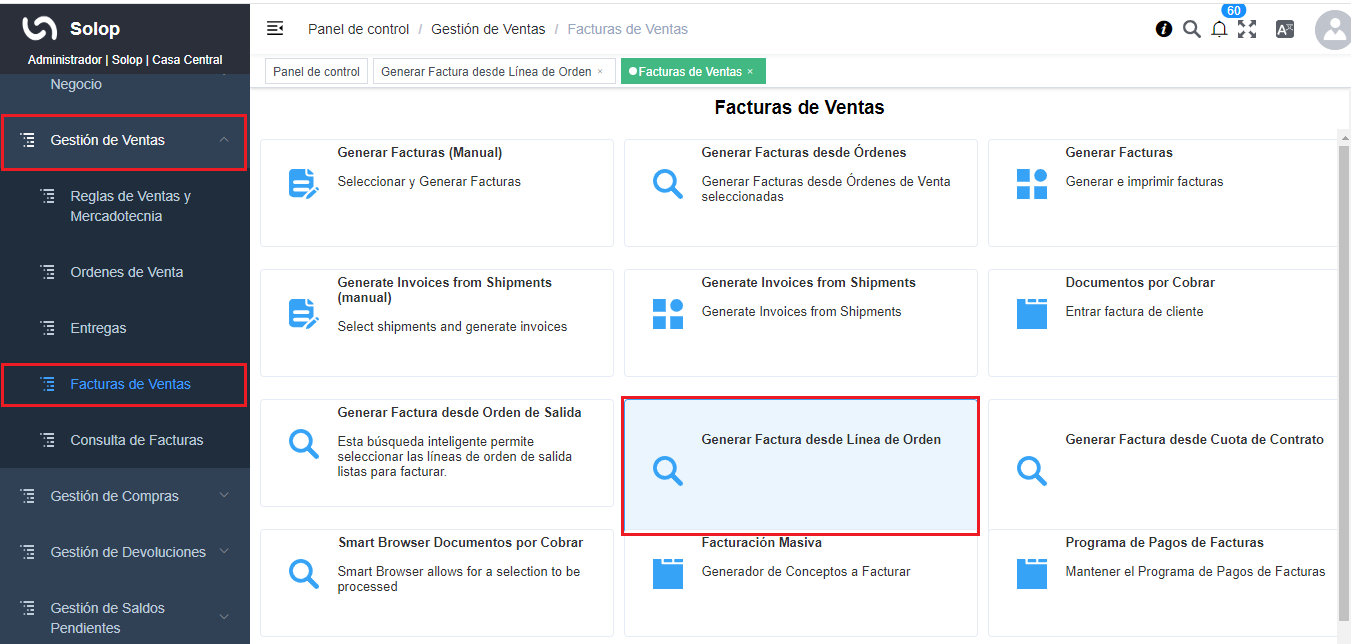 Solop
Administrador | Solop | Casa Central
Negocio
Gestión de Ventas
Reglas de Ventas y
Mercadotecnia
Ordenes de Venta
Entregas
Facturas de Ventas
Consulta de Facturas
Gestión de Compras
Gestión de Devoluciones
Gestión de Saldos
Pendientes
Panel de control / Gestión de Ventas / Facturas de Ventas
60
Panel de control
Generar Factura desde Línea de Orden ×
Facturas de Ventas ×
Facturas de Ventas
Generar Facturas (Manual)
Seleccionar y Generar Facturas
Generar Facturas desde Órdenes
Generar Facturas desde Órdenes de Venta
seleccionadas
Generar Facturas
Generar e imprimir facturas
Generate Invoices from Shipments
(manual)
Select shipments and generate invoices
Generate Invoices from Shipments
Generate Invoices from Shipments
Documentos por Cobrar
Entrar factura de cliente
Generar Factura desde Orden de Salida
Esta búsqueda inteligente permite
seleccionar las líneas de orden de salida
listas para facturar.
Generar Factura desde Línea de Orden
Generar Factura desde Cuota de Contrato
Smart Browser Documentos por Cobrar
Smart Browser allows for a selection to be
processed
Facturación Masiva
Generador de Conceptos a Facturar
Programa de Pagos de Facturas
Mantener el Programa de Pagos de Facturas